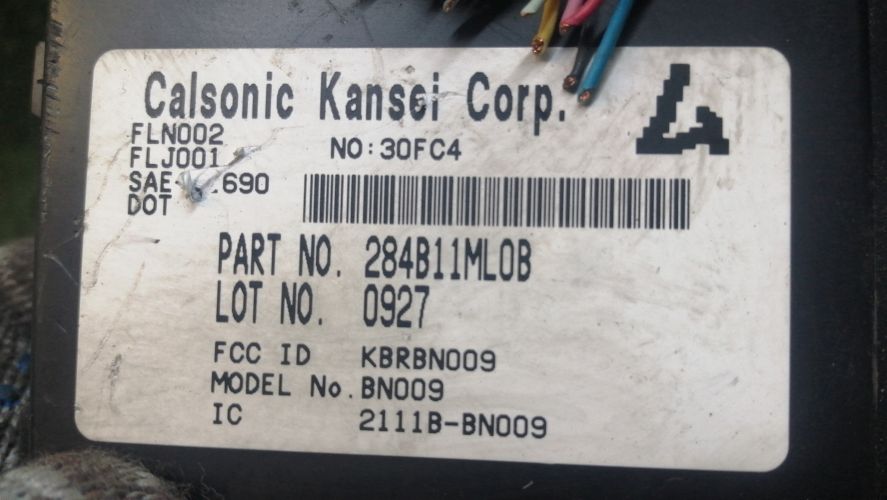 Calsonic Kansei Corp.
FLN002
FLJ001
NO:30FC4
SAE 690
DOT
PART NO. 284B11ML0B
LOT NO. 0927
FCC ID KBRBN009
MODEL No. BN009
IC 2111B-BN009